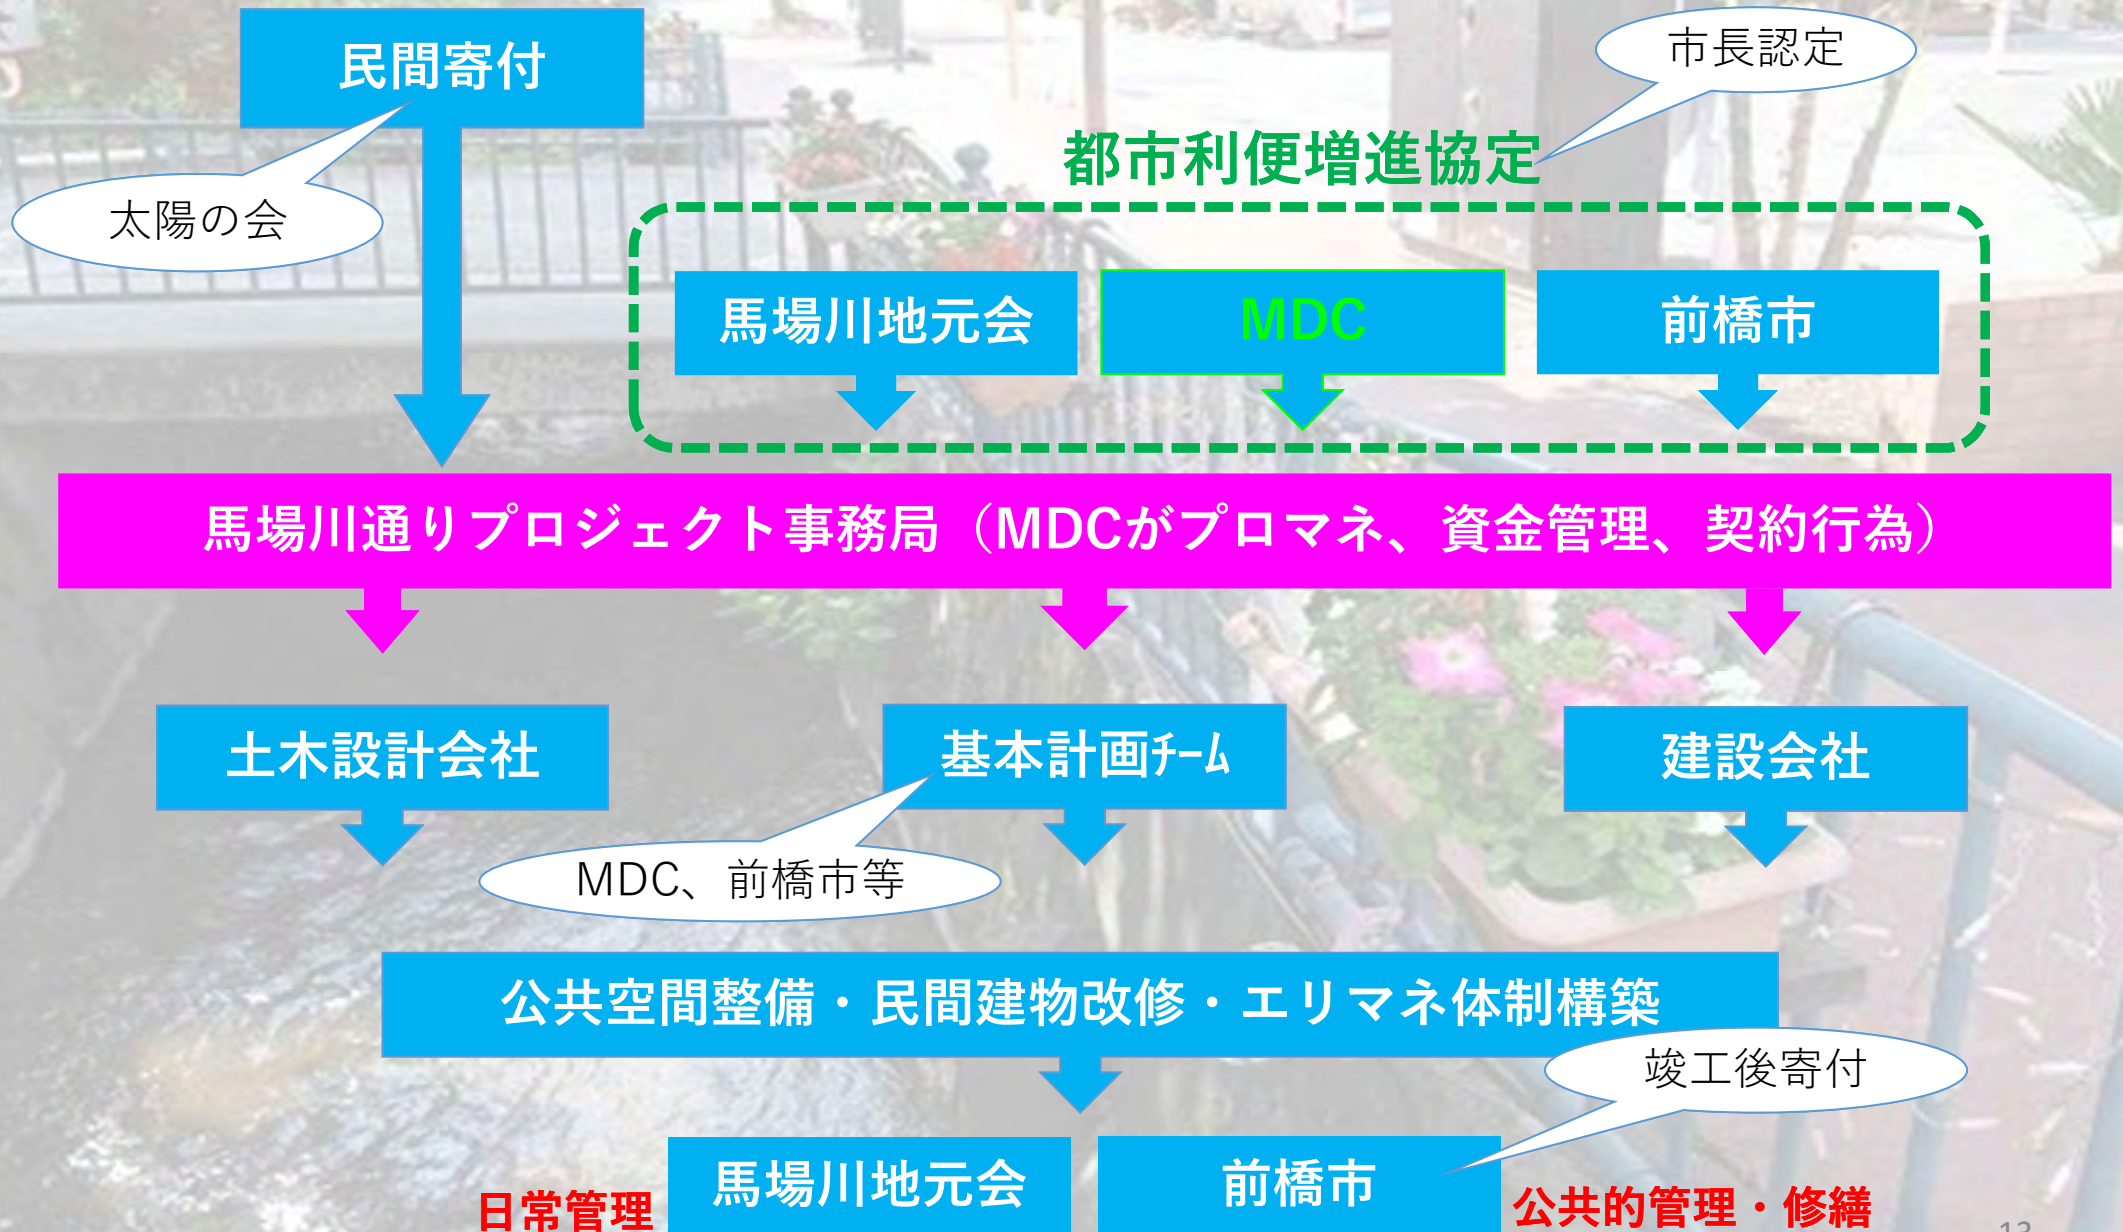 民間寄付
市長認定
都市利便増進協定
太陽の会
馬場川地元会
MDC
前橋市
馬場川通りプロジェクト事務局（MDCがプロマネ、資金管理、契約行為）
土木設計会社
基本計画ﾁｰﾑ
建設会社
MDC、前橋市等
公共空間整備・民間建物改修・エリマネ体制構築
竣工後寄付
馬場川地元会
前橋市
日常管理
公共的管理・修繕